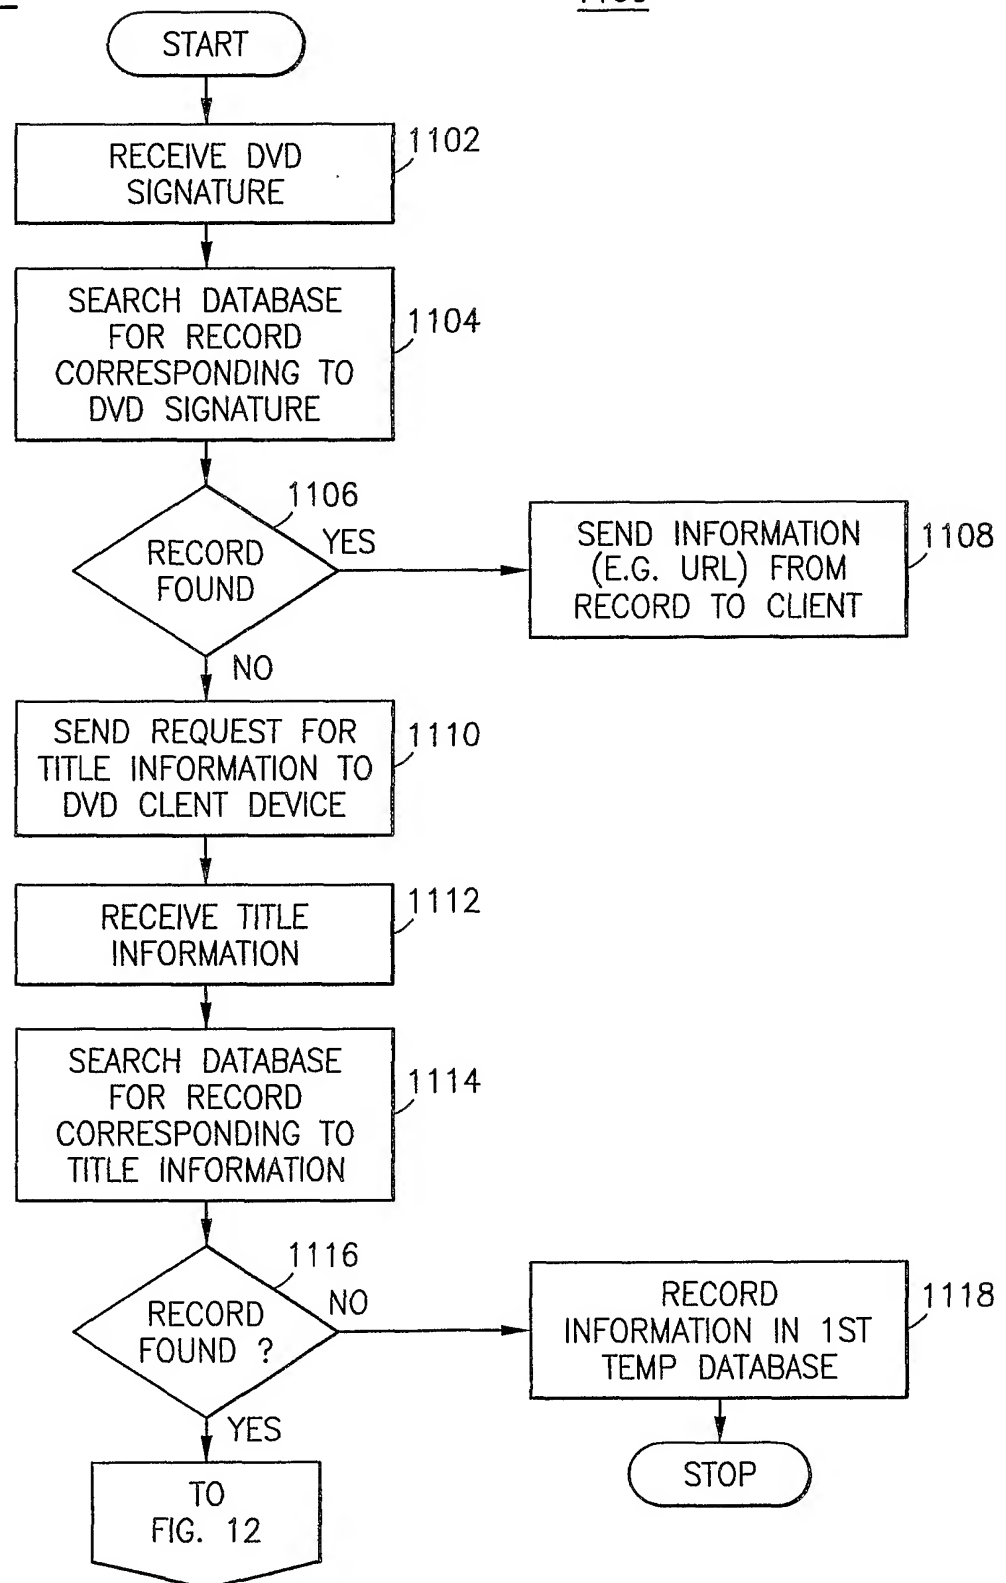 START
RECEIVE DVD
SIGNATURE
1102
SEARCH DATABASE
FOR RECORD
CORRESPONDING TO
DVD SIGNATURE
1104
1106
RECORD
FOUND
YES
NO
SEND INFORMATION
(E.G. URL) FROM
RECORD TO CLIENT
1108
SEND REQUEST FOR
TITLE INFORMATION TO
DVD CLENT DEVICE
1110
RECEIVE TITLE
INFORMATION
1112
SEARCH DATABASE
FOR RECORD
CORRESPONDING TO
TITLE INFORMATION
1114
1116
RECORD
FOUND ?
NO
YES
RECORD
INFORMATION IN 1ST
TEMP DATABASE
1118
STOP
TO
FIG. 12